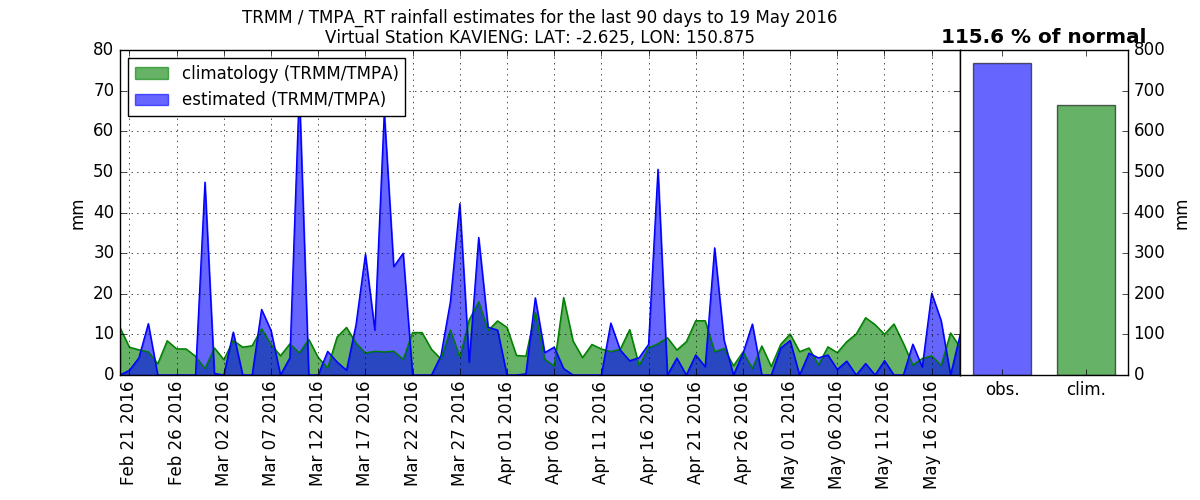 TRMM / TMPA_RT rainfall estimates for the last 90 days to 19 May 2016
Virtual Station KAVIENG: LAT: -2.625, LON: 150.875
115.6 % of normal
climatology (TRMM/TMPA)
estimated (TRMM/TMPA)
80
70
60
50
40
30
20
10
0
mm
Feb 21 2016
Feb 26 2016
Mar 02 2016
Mar 07 2016
Mar 12 2016
Mar 17 2016
Mar 22 2016
Mar 27 2016
Apr 01 2016
Apr 06 2016
Apr 11 2016
Apr 16 2016
Apr 21 2016
Apr 26 2016
May 01 2016
May 06 2016
May 11 2016
May 16 2016
obs.
clim.
800
700
600
500
400
300
200
100
0
mm